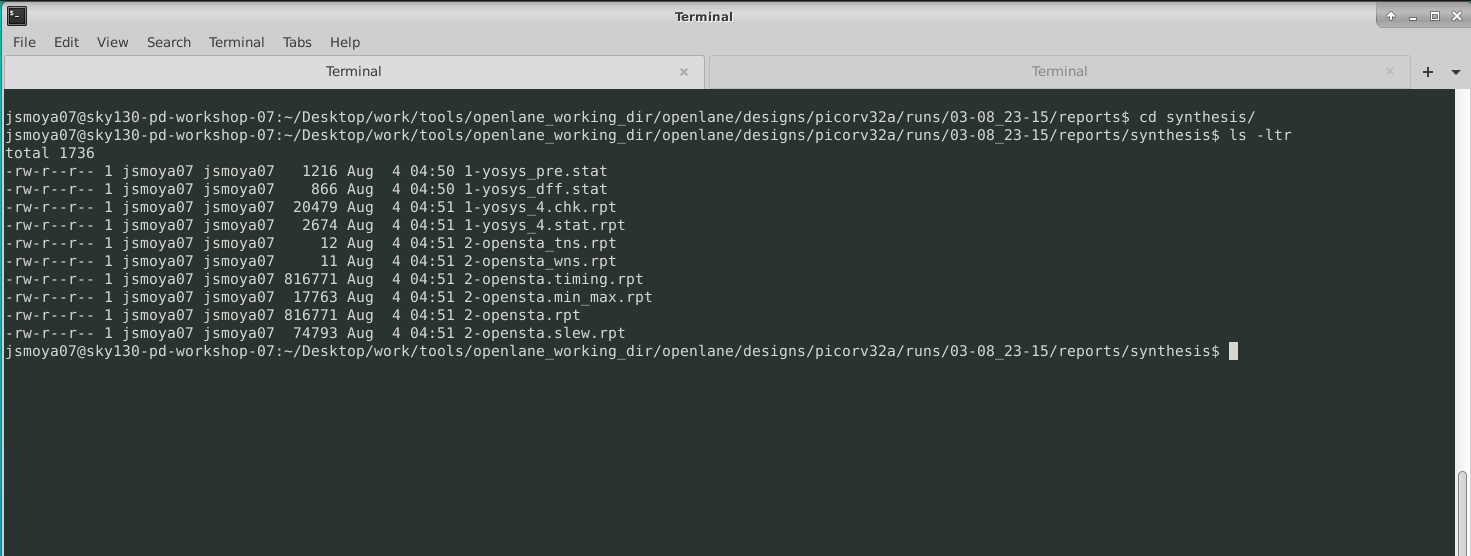 Terminal
File Edit View Search Terminal Tabs Help
Terminal Terminal
jsmoya07@sky130-pd-workshop-07:~/Desktop/work/tools/openlane_working_dir/openlane/designs/picorv32a/runs/03-08_23-15/reports$ cd synthesis/
jsmoya07@sky130-pd-workshop-07:~/Desktop/work/tools/openlane_working_dir/openlane/designs/picorv32a/runs/03-08_23-15/reports/synthesis$ ls -ltr
total 1736
-rw-r--r-- 1 jsmoya07 jsmoya07   1216 Aug  4 04:50 1-yosys_pre.stat
-rw-r--r-- 1 jsmoya07 jsmoya07    866 Aug  4 04:50 1-yosys_dff.stat
-rw-r--r-- 1 jsmoya07 jsmoya07  20479 Aug  4 04:51 1-yosys_4.chk.rpt
-rw-r--r-- 1 jsmoya07 jsmoya07   2674 Aug  4 04:51 1-yosys_4.stat.rpt
-rw-r--r-- 1 jsmoya07 jsmoya07     12 Aug  4 04:51 2-opensta_tns.rpt
-rw-r--r-- 1 jsmoya07 jsmoya07     11 Aug  4 04:51 2-opensta_wns.rpt
-rw-r--r-- 1 jsmoya07 jsmoya07 816771 Aug  4 04:51 2-opensta.timing.rpt
-rw-r--r-- 1 jsmoya07 jsmoya07  17763 Aug  4 04:51 2-opensta.min_max.rpt
-rw-r--r-- 1 jsmoya07 jsmoya07 816771 Aug  4 04:51 2-opensta.rpt
-rw-r--r-- 1 jsmoya07 jsmoya07  74793 Aug  4 04:51 2-opensta.slew.rpt
jsmoya07@sky130-pd-workshop-07:~/Desktop/work/tools/openlane_working_dir/openlane/designs/picorv32a/runs/03-08_23-15/reports/synthesis$